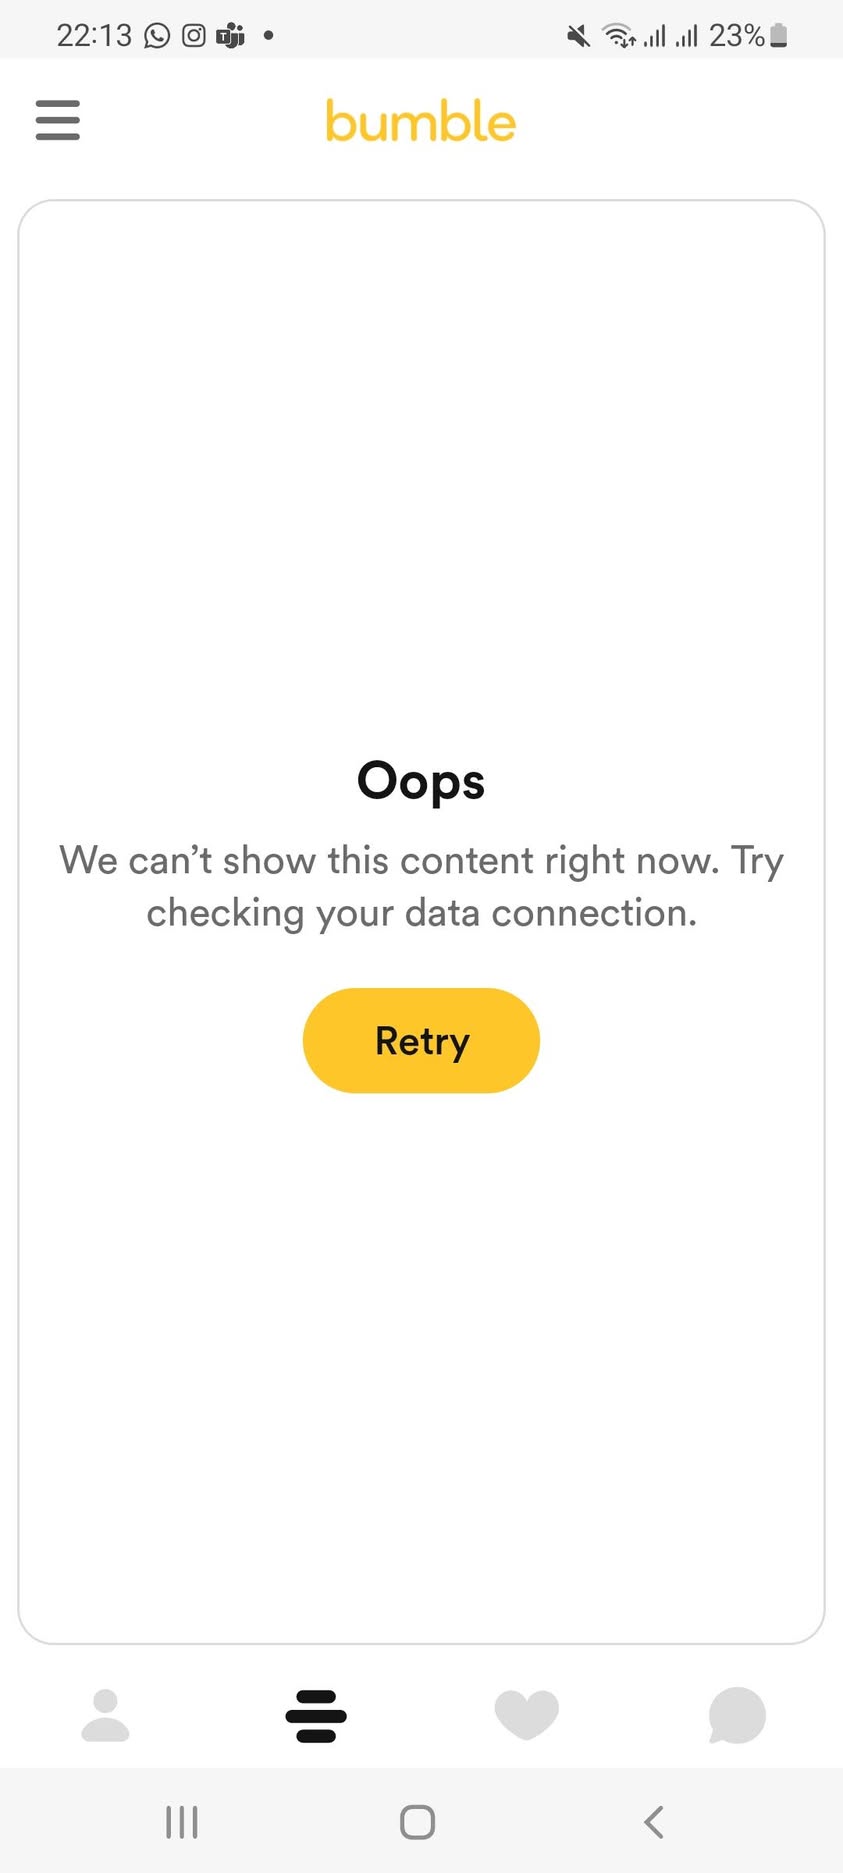 22:13 23%
bumble
Oops
We can’t show this content right now. Try
checking your data connection.
Retry